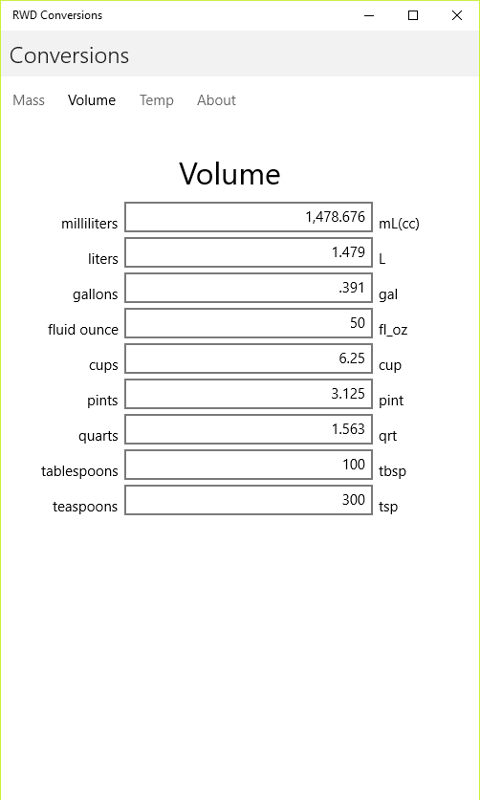 RWD Conversions
Conversions
Mass Volume Temp About
Volume
milliliters 1,478.676 mL(cc)
liters 1.479 L
gallons .391 gal
fluid ounce 50 fl_oz
cups 6.25 cup
pints 3.125 pint
quarts 1.563 qrt
tablespoons 100 tbsp
teaspoons 300 tsp